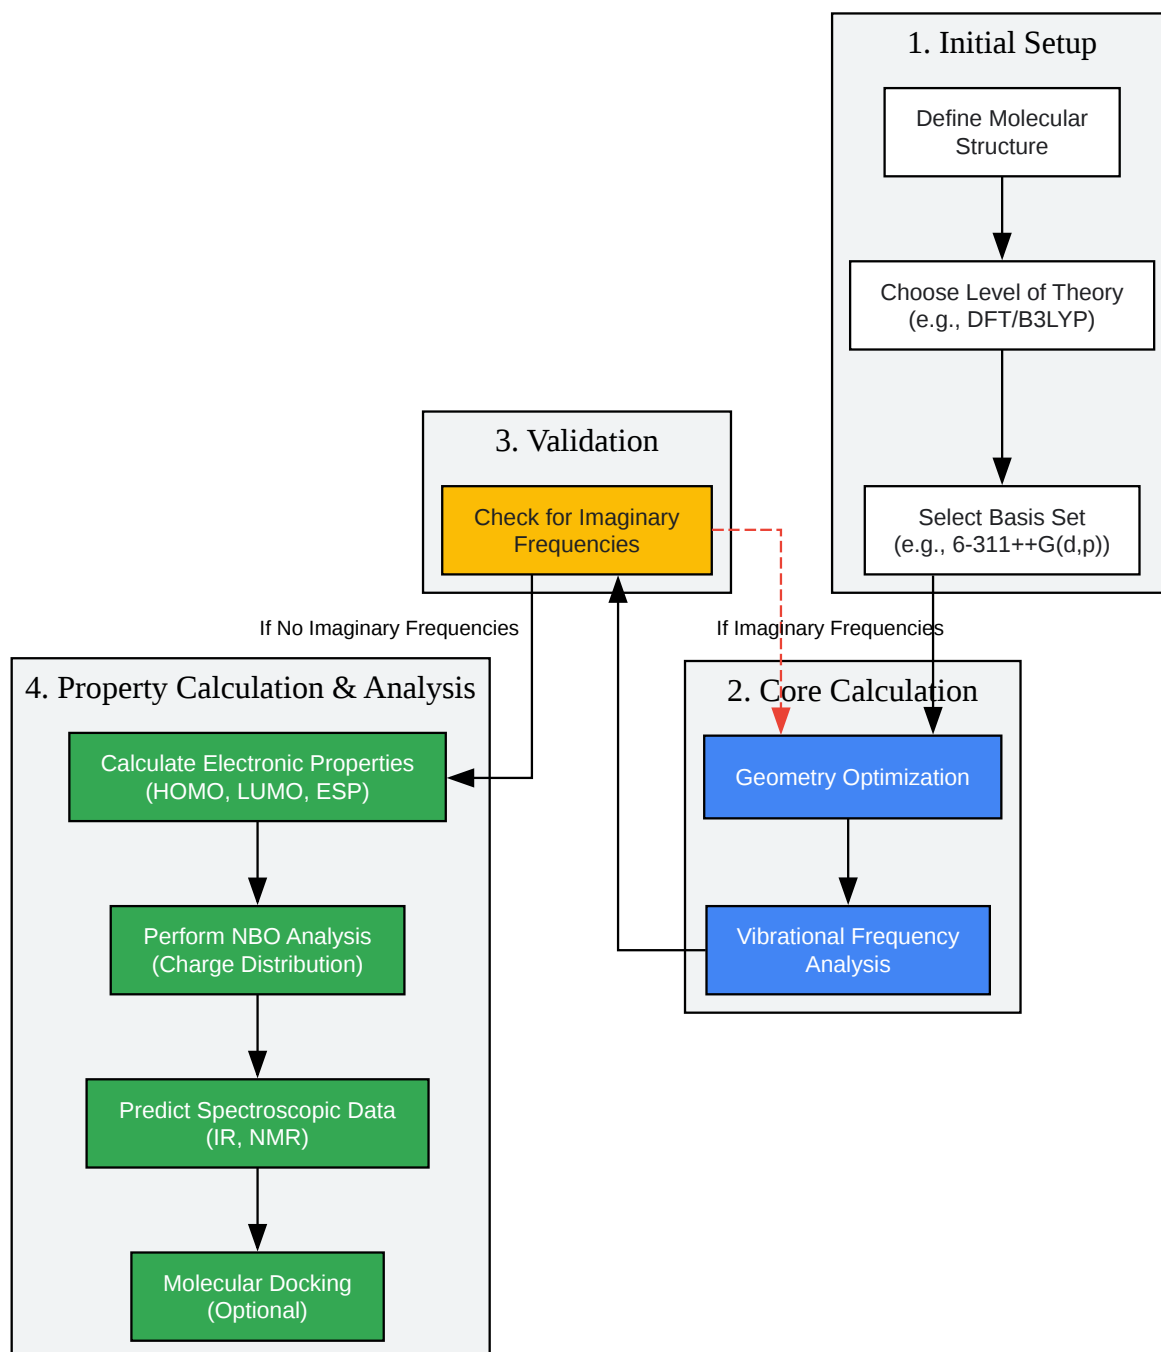 1. Initial Setup
Define Molecular
Structure
Choose Level of Theory
(e.g., DFT/B3LYP)
Select Basis Set
(e.g., 6-311++G(d,p))
3. Validation
Check for Imaginary
Frequencies
If No Imaginary Frequencies
If Imaginary Frequencies
2. Core Calculation
Geometry Optimization
Vibrational Frequency
Analysis
4. Property Calculation & Analysis
Calculate Electronic Properties
(HOMO, LUMO, ESP)
Perform NBO Analysis
(Charge Distribution)
Predict Spectroscopic Data
(IR, NMR)
Molecular Docking
(Optional)